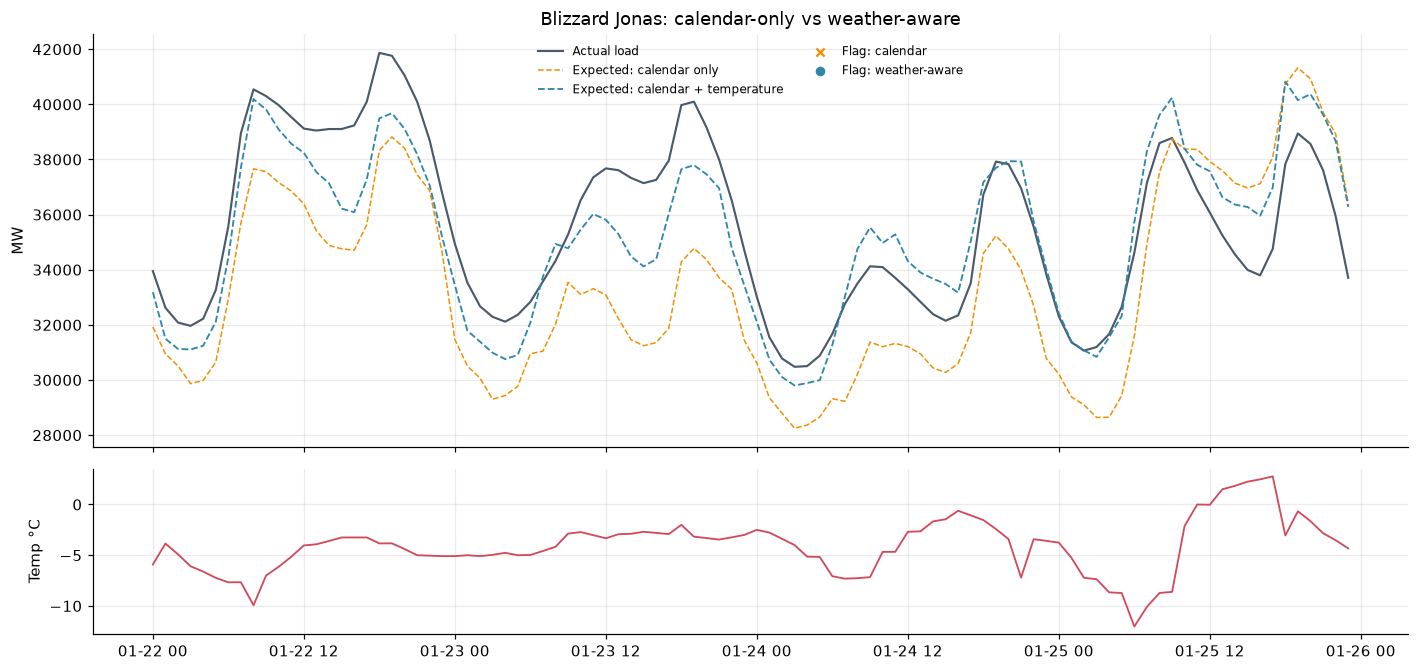 Blizzard Jonas: calendar-only vs weather-aware
Actual load
Expected: calendar only
Expected: calendar + temperature
Flag: calendar
Flag: weather-aware
MW
42000
40000
38000
36000
34000
32000
30000
28000
Temp °C
0
−5
−10
01-22 00
01-22 12
01-23 00
01-23 12
01-24 00
01-24 12
01-25 00
01-25 12
01-26 00